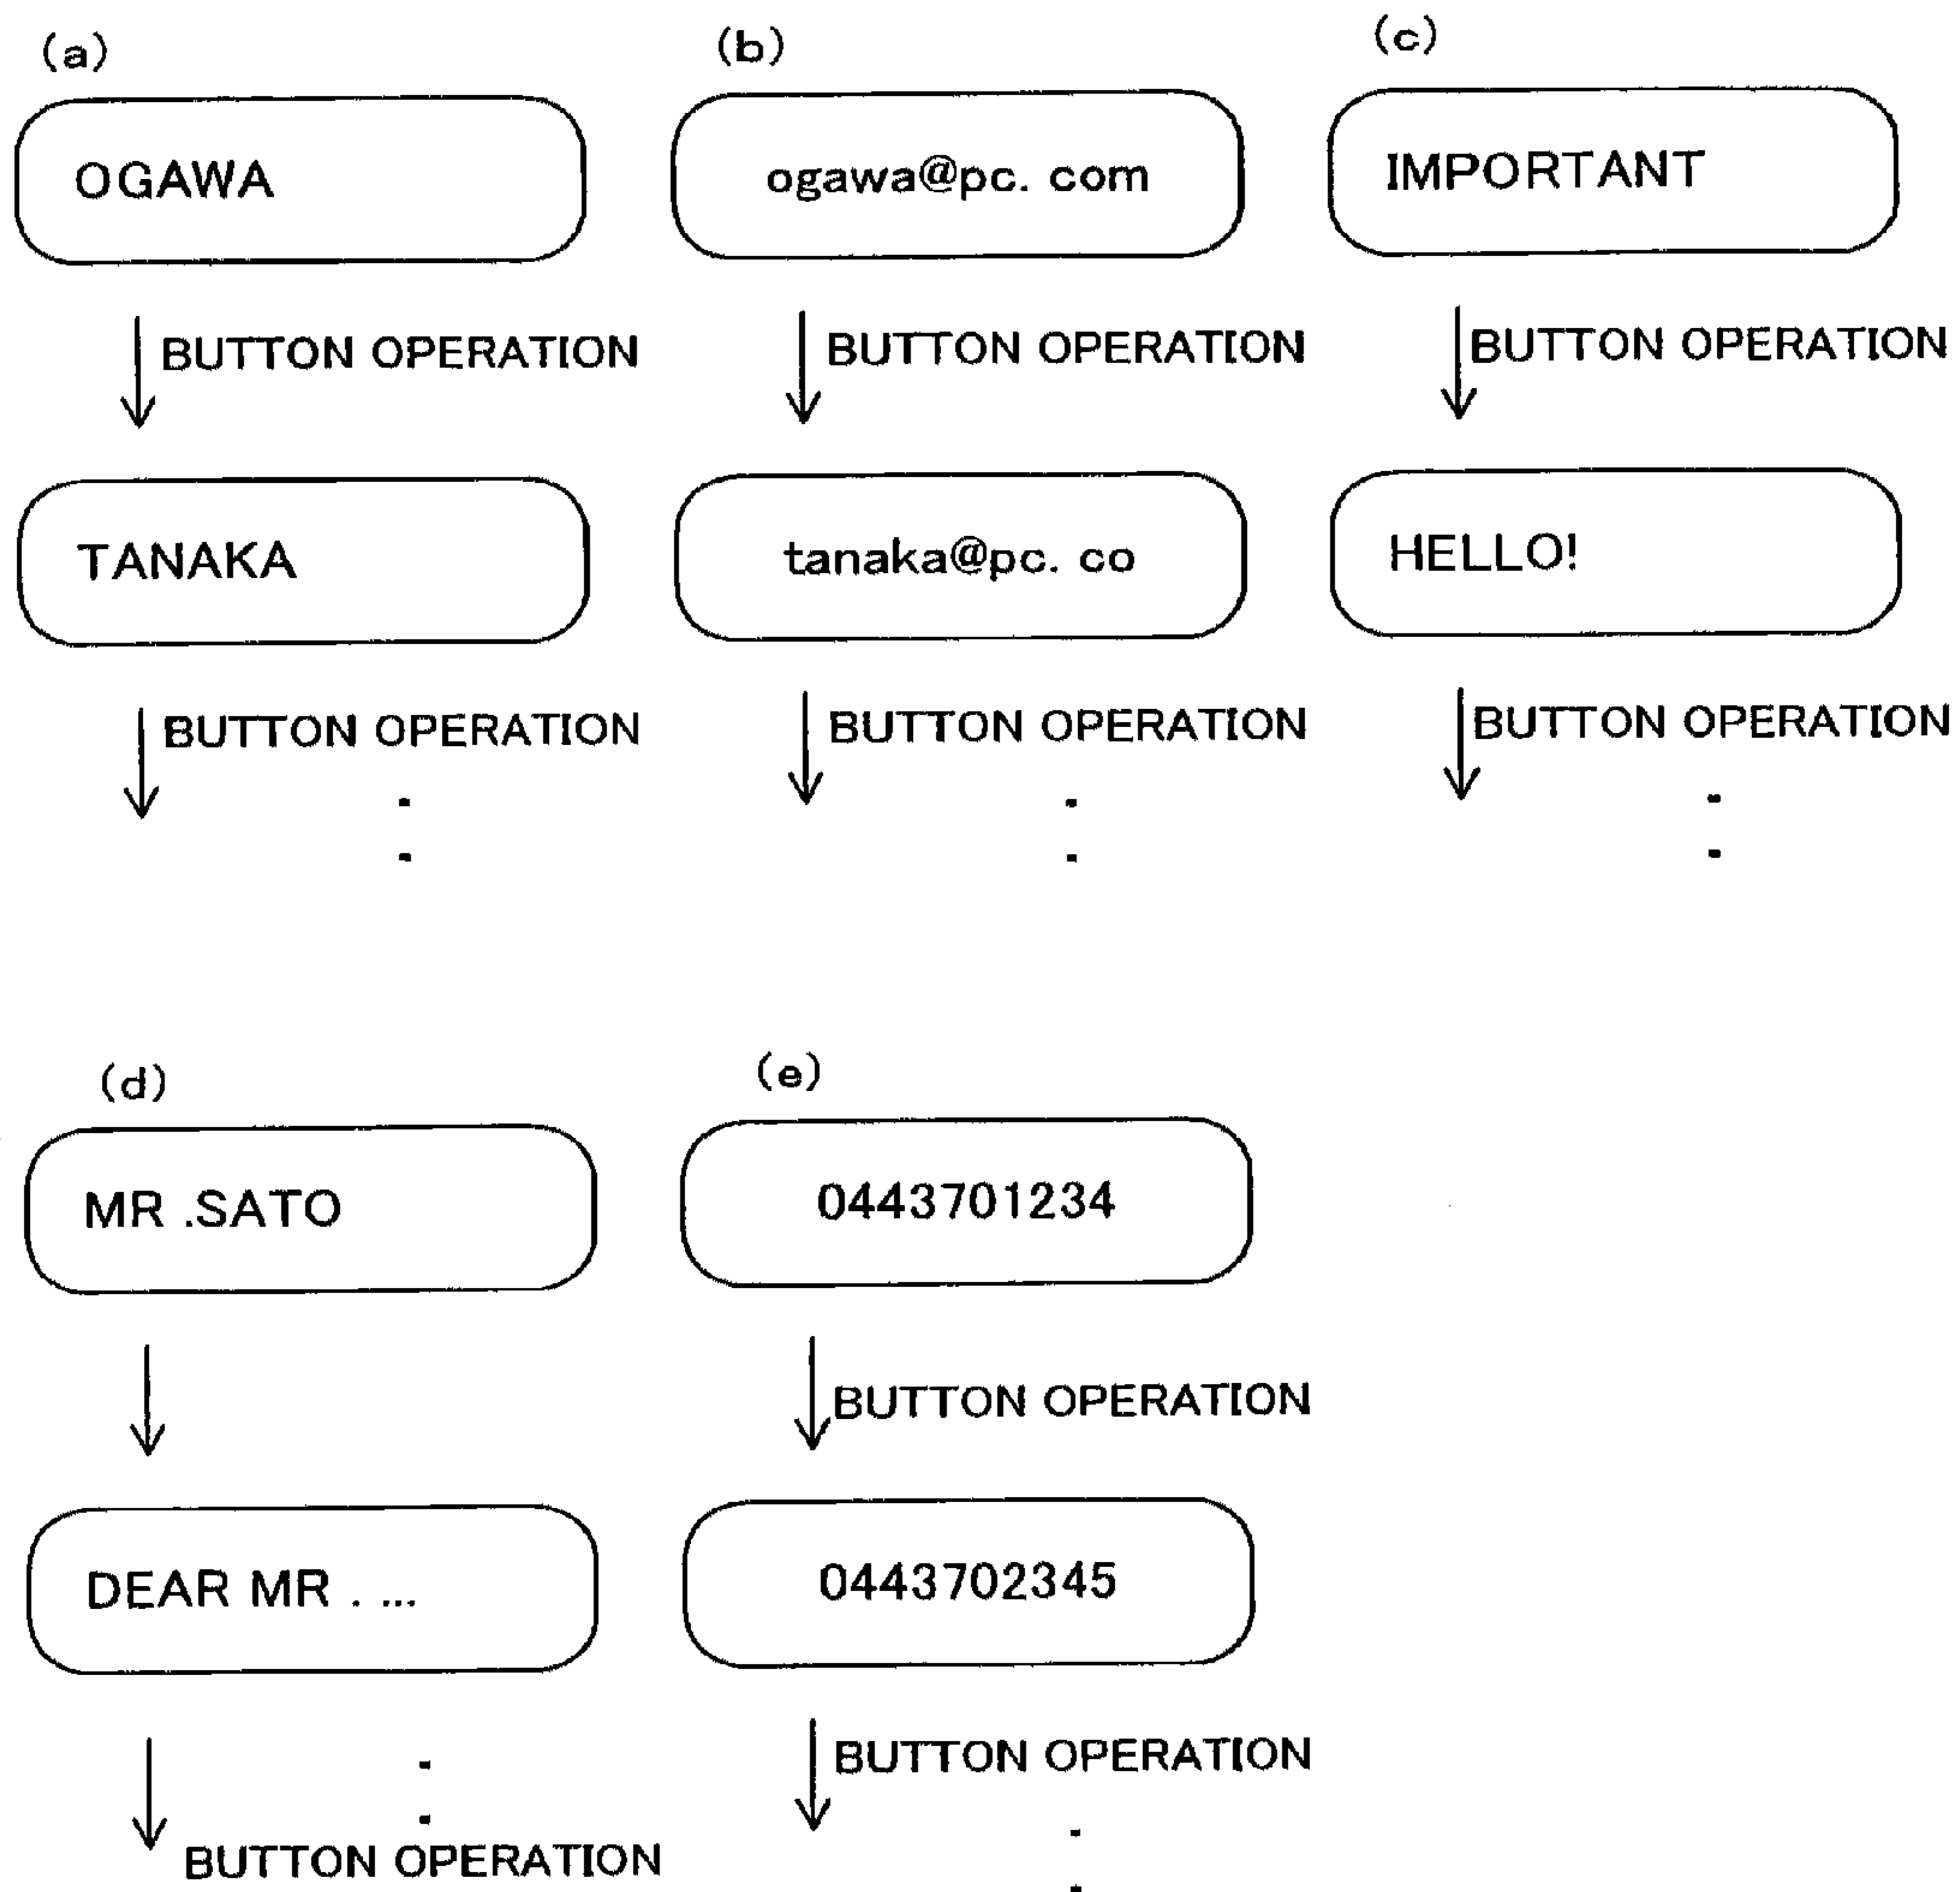 (a)
OGAWA
BUTTON OPERATION
TANAKA
BUTTON OPERATION
(b)
ogawa@pc. com
BUTTON OPERATION
tanaka@pc. co
BUTTON OPERATION
(c)
IMPORTANT
BUTTON OPERATION
HELLO!
BUTTON OPERATION
(d)
MR .SATO
DEAR MR . ...
BUTTON OPERATION
(e)
0443701234
BUTTON OPERATION
0443702345
BUTTON OPERATION